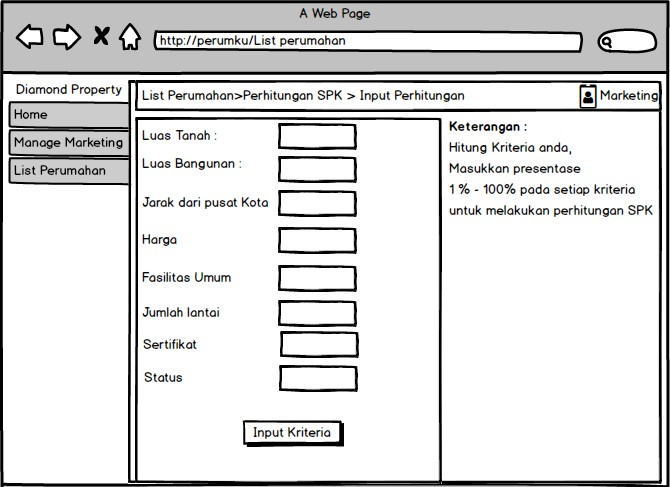 A Web Page
http://perumku/List perumahan
Diamond Property
Home
Manage Marketing
List Perumahan
List Perumahan>Perhitungan SPK > Input Perhitungan
Marketing
Luas Tanah :
Luas Bangunan :
Jarak dari pusat Kota
Harga
Fasilitas Umum
Jumlah lantai
Sertifikat
Status
Input Kriteria
Keterangan :
Hitung Kriteria anda,
Masukkan presentase
1 % - 100% pada setiap kriteria
untuk melakukan perhitungan SPK